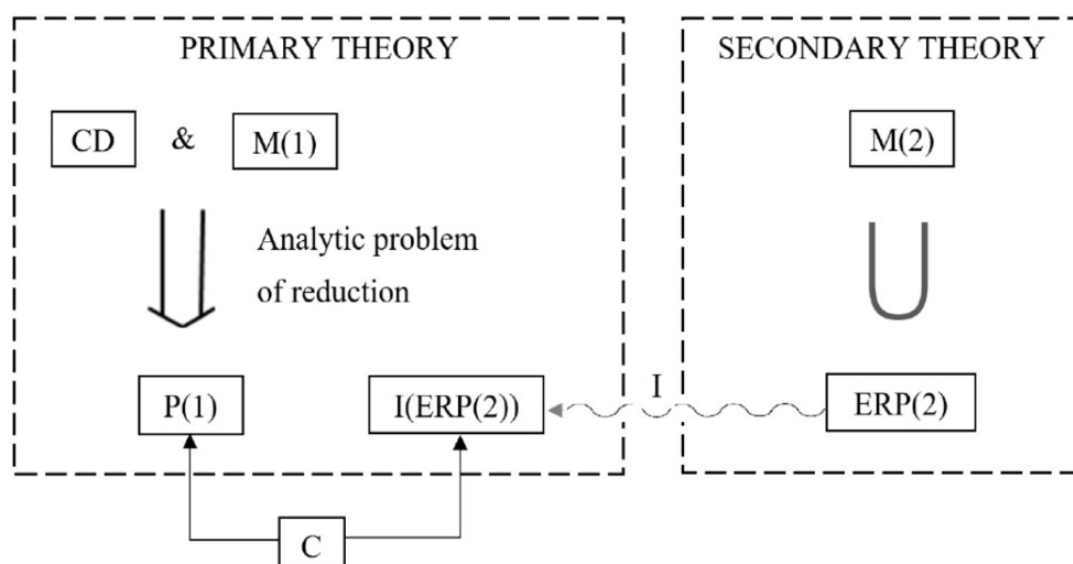 PRIMARY THEORY
SECONDARY THEORY
CD & M(1)
M(2)
Analytic problem
of reduction
P(1)
I(ERP(2))
I
ERP(2)
C